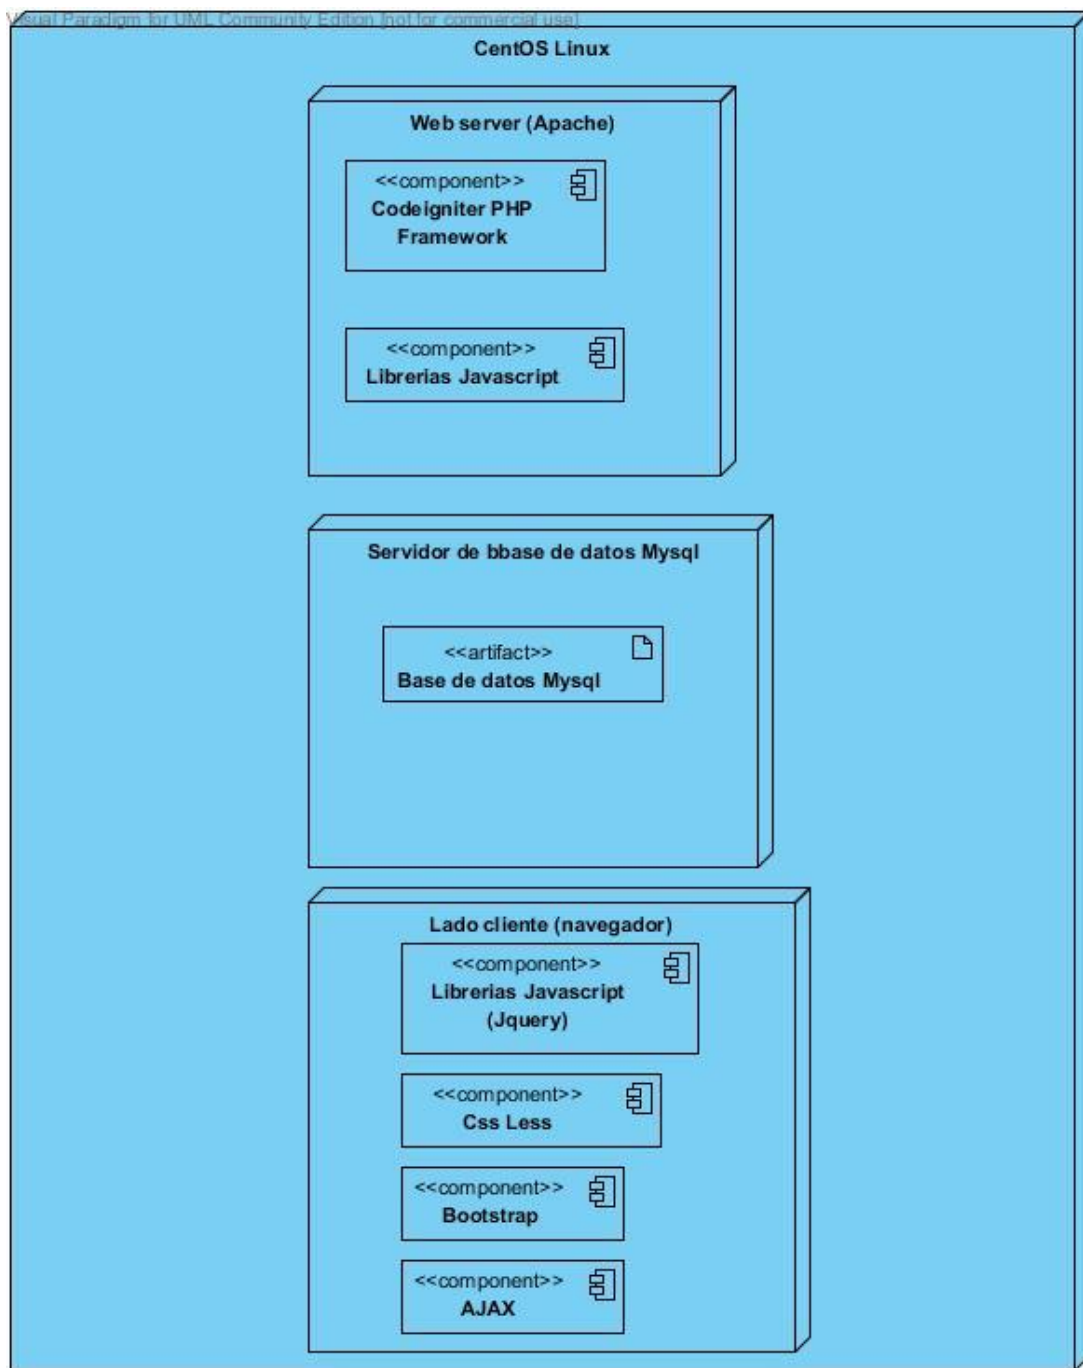 Visual Paradigm for UML Community Edition [not for commercial use]
CentOS Linux
Web server (Apache)
<<component>>
Codeigniter PHP
Framework
<<component>>
Librerias Javascript
Servidor de bbase de datos Mysql
<<artifact>>
Base de datos Mysql
Lado cliente (navegador)
<<component>>
Librerias Javascript
(Jquery)
<<component>>
Css Less
<<component>>
Bootstrap
<<component>>
AJAX